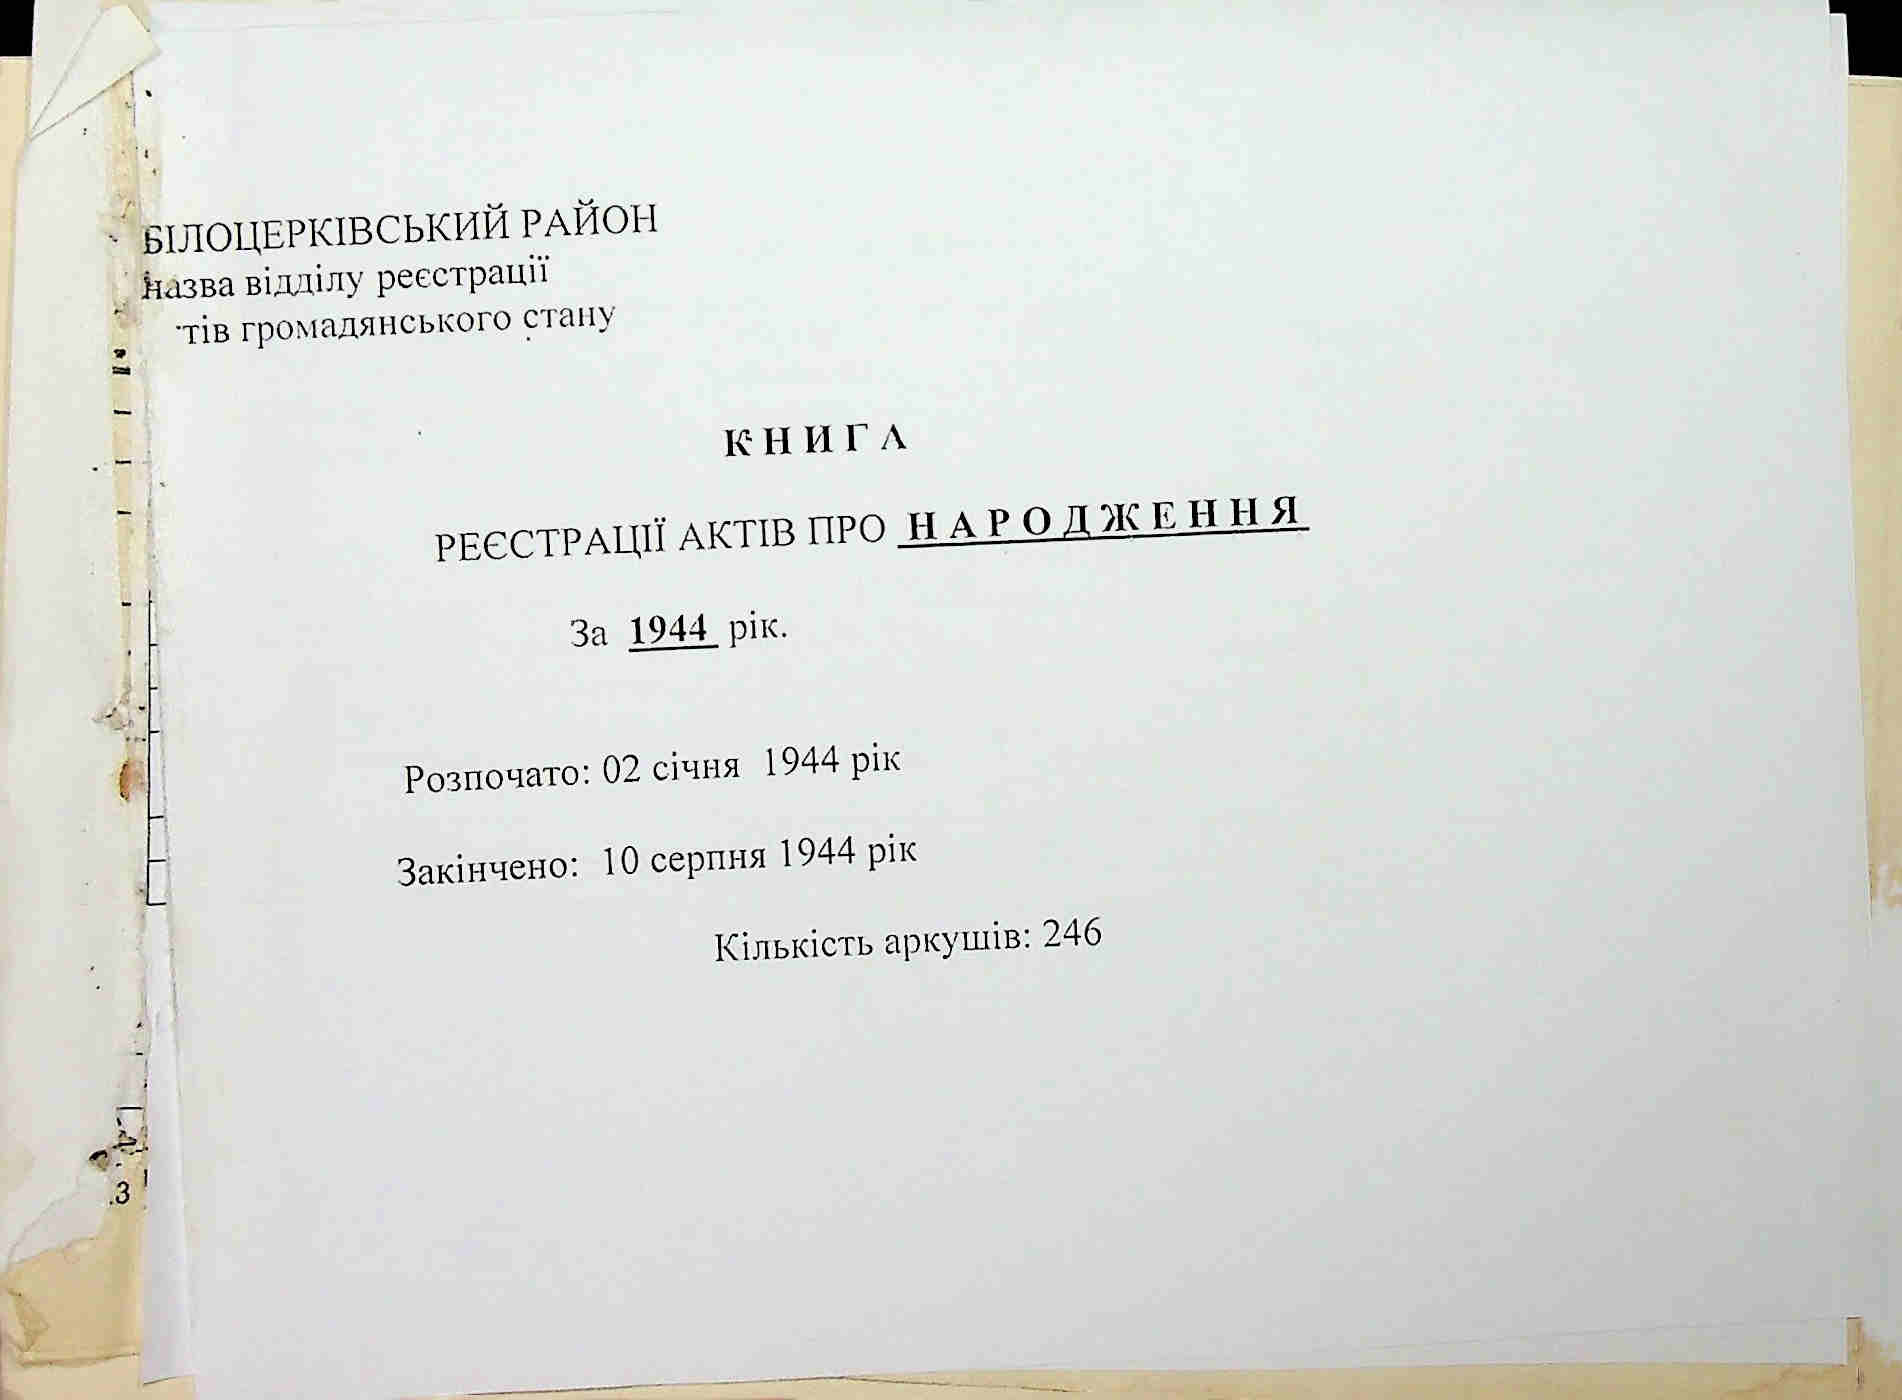 БІЛОЦЕРКІВСЬКИЙ РАЙОН
назва відділу реєстрації
тів громадянського стану
КНИГА
РЕЄСТРАЦІЇ АКТІВ ПРО НАРОДЖЕННЯ
За 1944 рік.
Розпочато: 02 січня 1944 рік
Закінчено: 10 серпня 1944 рік
Кількість аркушів: 246
.3